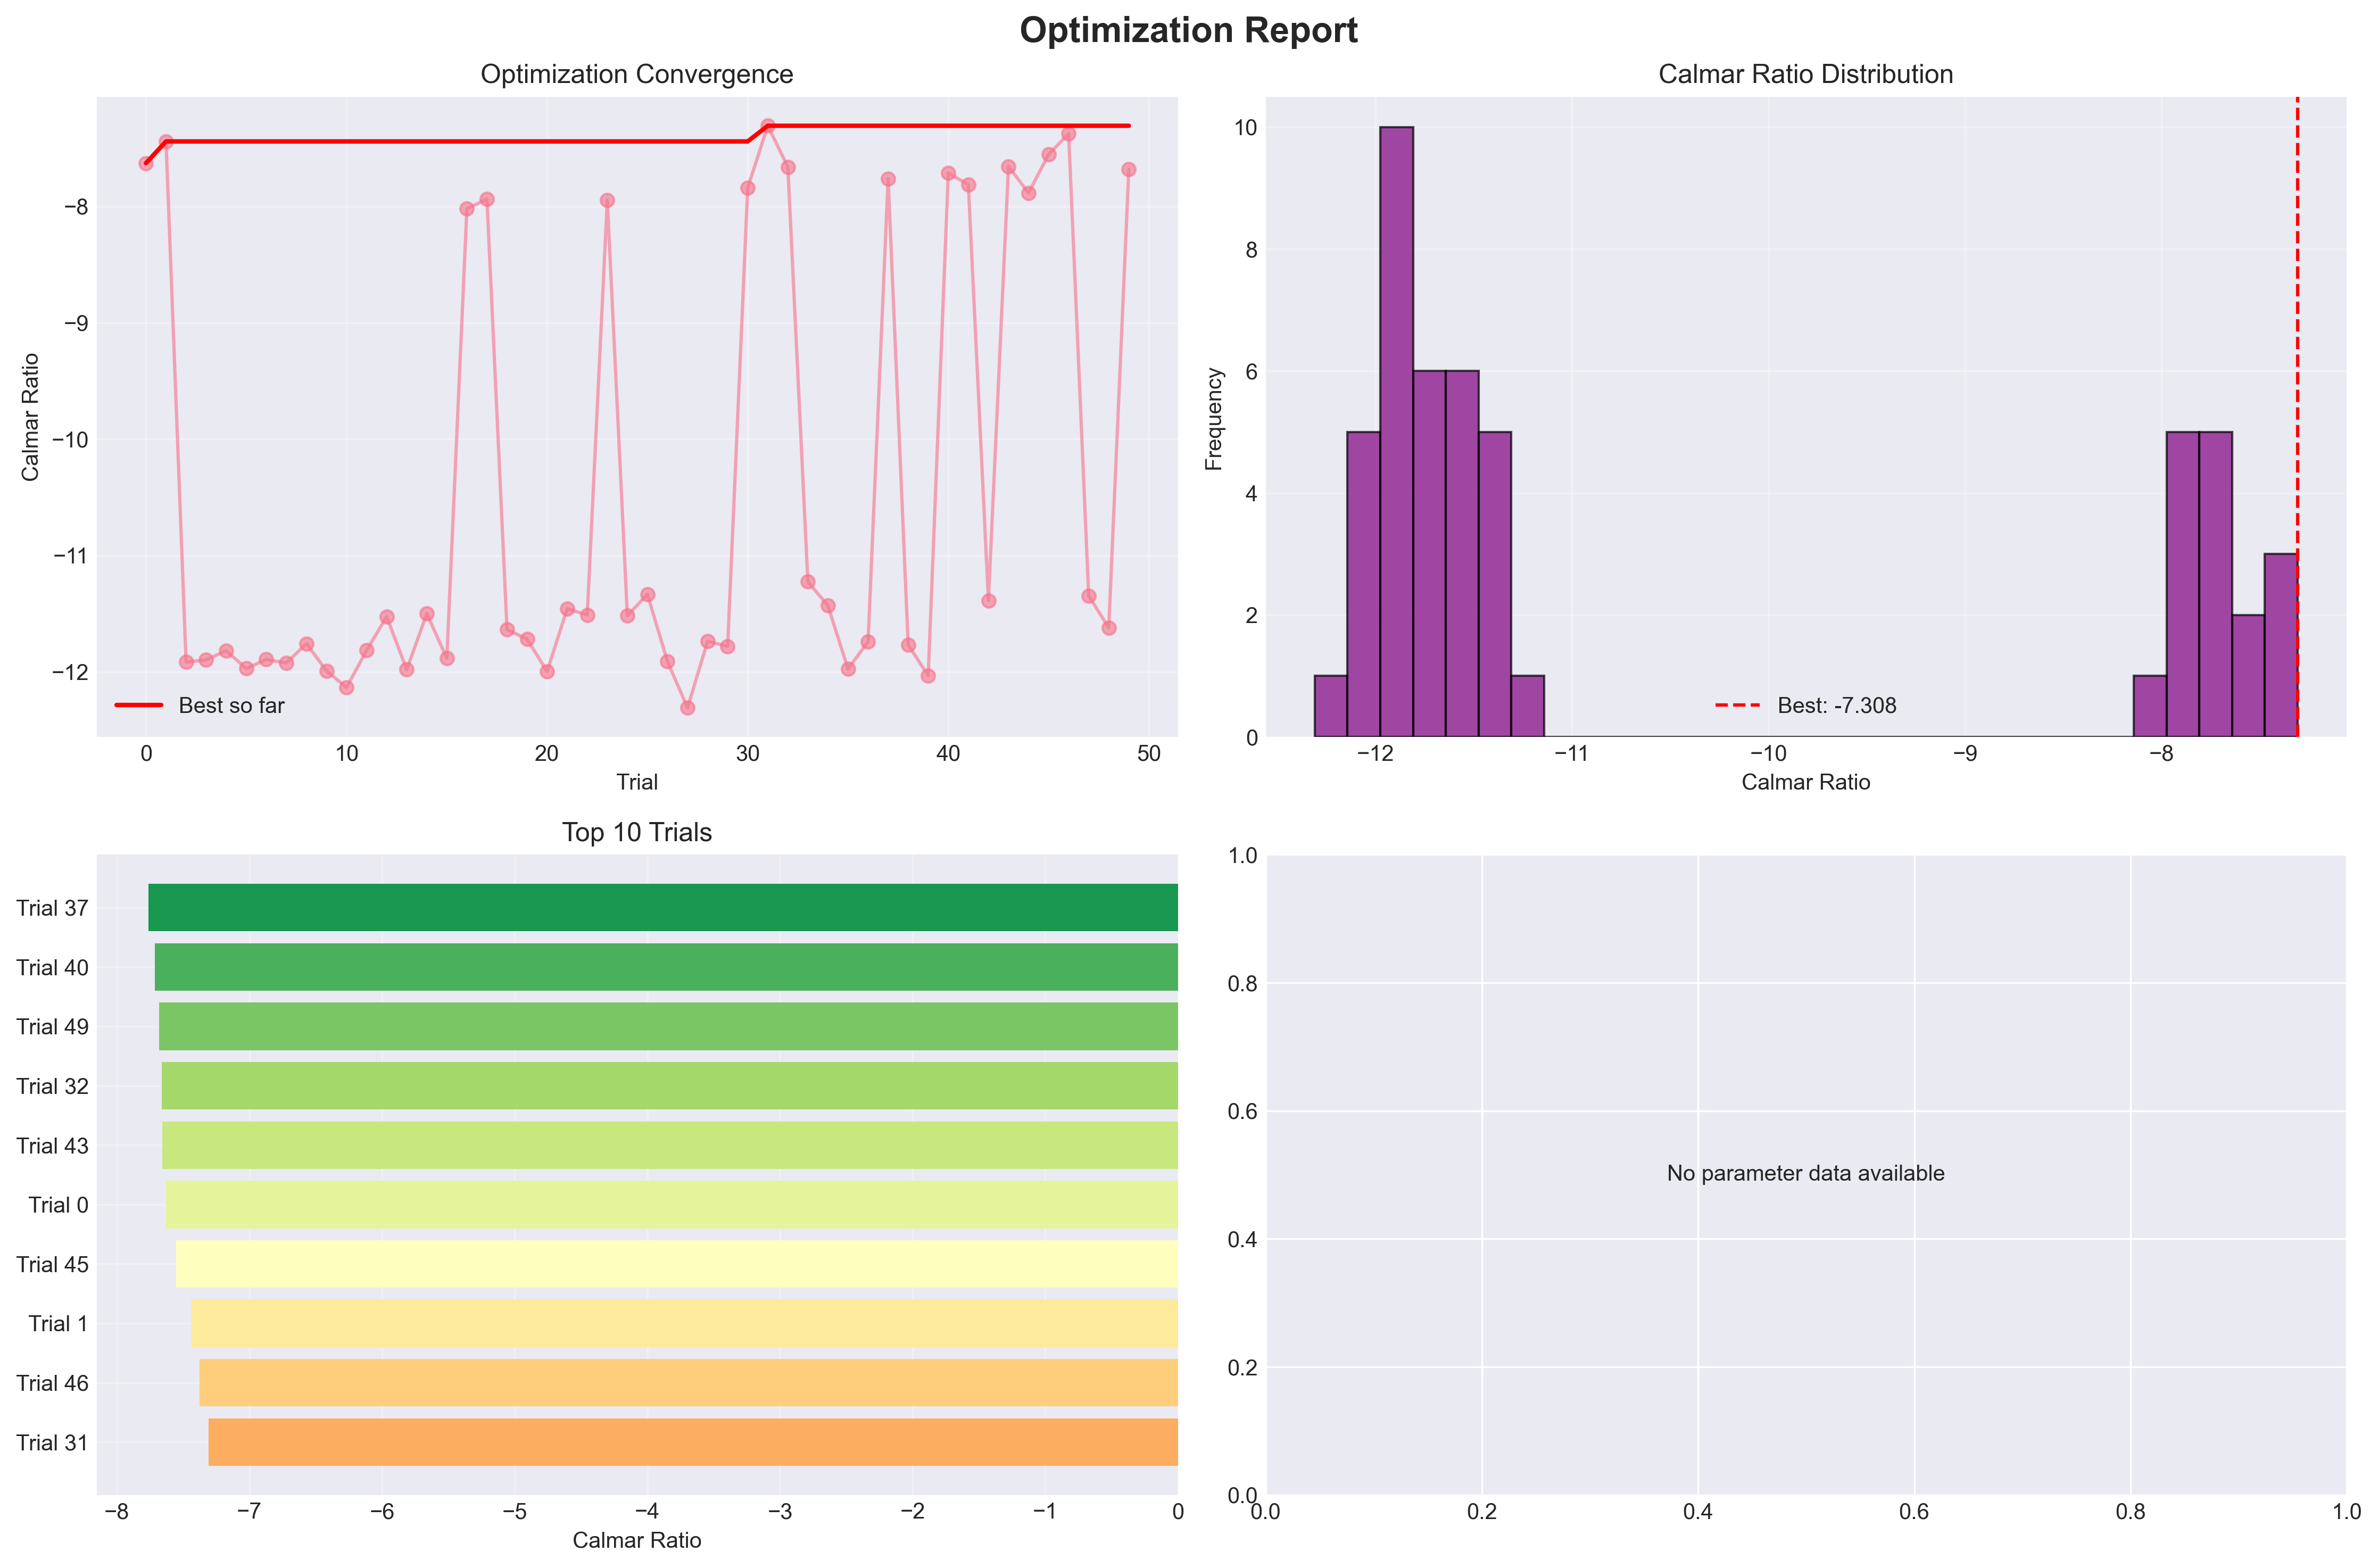 Optimization Report
Optimization Convergence
Calmar Ratio
−8
−9
−10
−11
−12
Best so far
0 10 20 30 40 50
Trial
Calmar Ratio Distribution
Frequency
10
8
6
4
2
0
Best: -7.308
−12 −11 −10 −9 −8
Calmar Ratio
Top 10 Trials
Trial 37
Trial 40
Trial 49
Trial 32
Trial 43
Trial 0
Trial 45
Trial 1
Trial 46
Trial 31
−8 −7 −6 −5 −4 −3 −2 −1 0
Calmar Ratio
1.0
0.8
0.6
No parameter data available
0.4
0.2
0.0
0.0 0.2 0.4 0.6 0.8 1.0